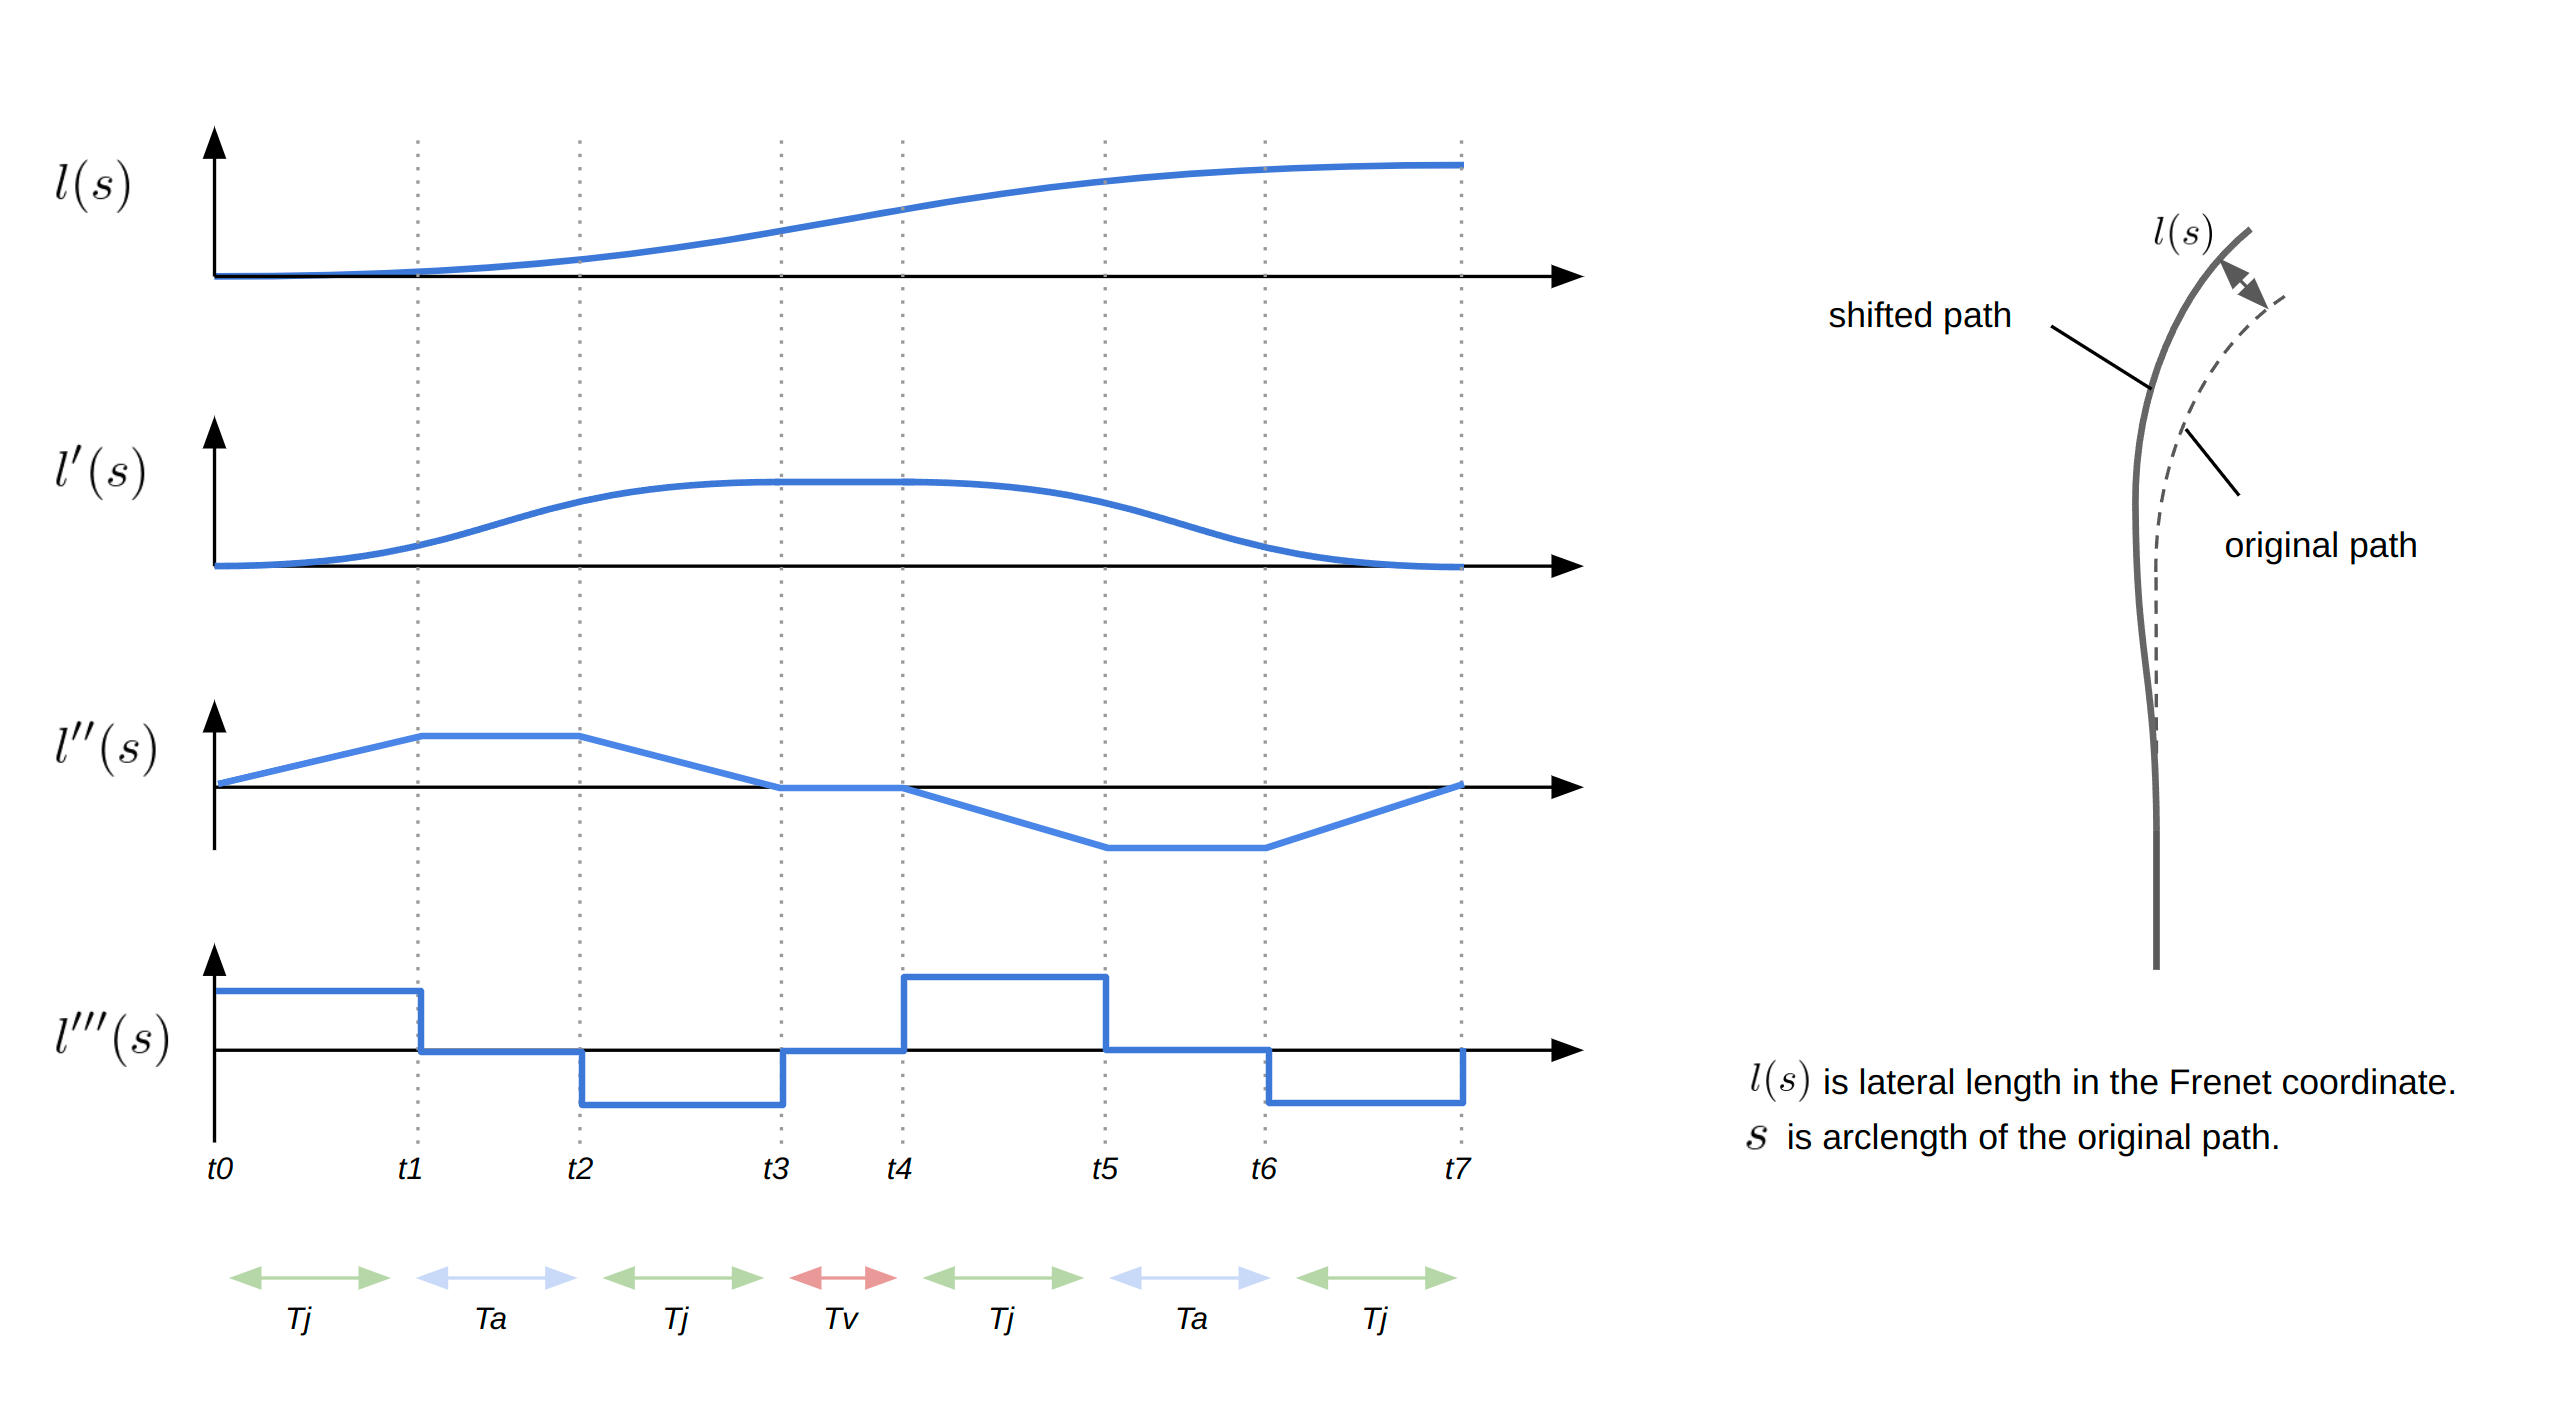 l(s)
l′(s)
l′′(s)
l′′′(s)
t0 t1 t2 t3 t4 t5 t6 t7
Tj Ta Tj Tv Tj Ta Tj
l(s)
shifted path
original path
l(s) is lateral length in the Frenet coordinate.
s is arclength of the original path.